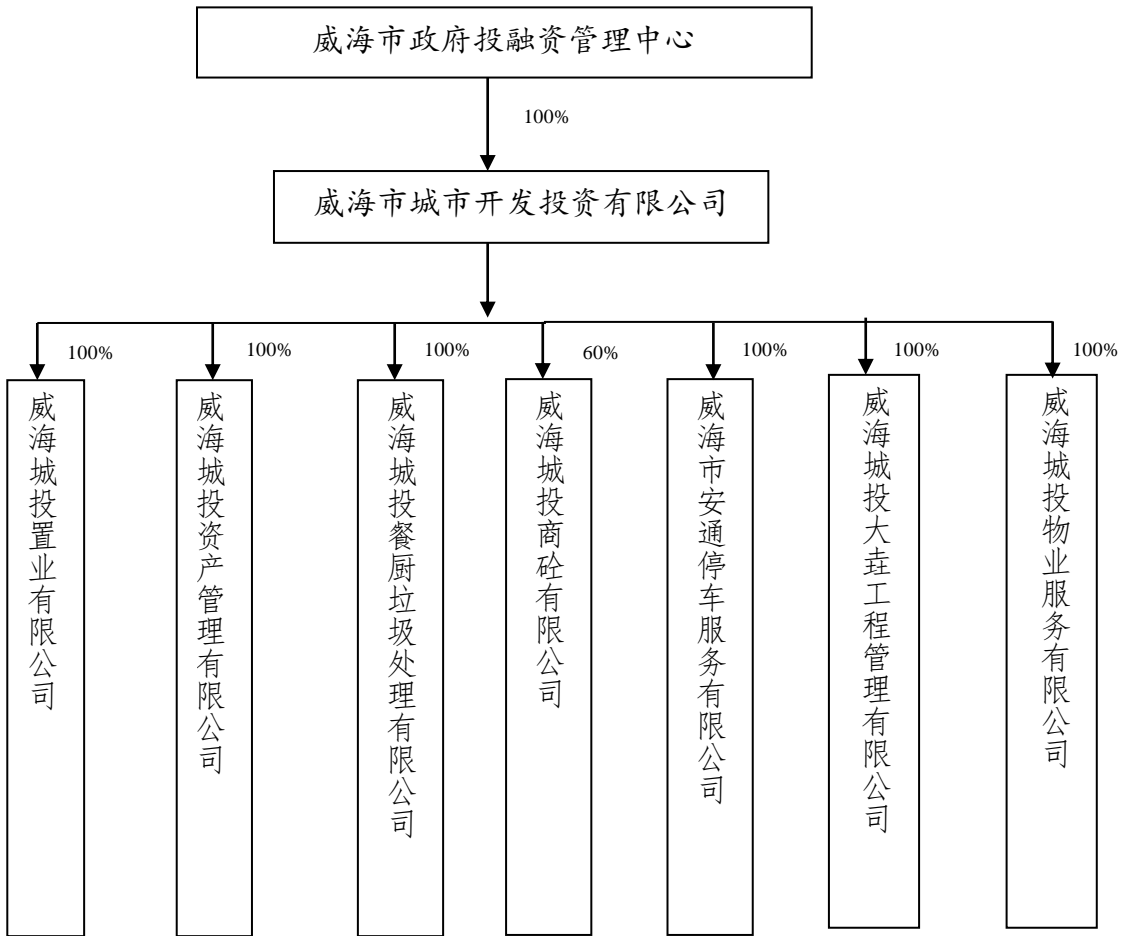 威海市政府投融资管理中心
100%
威海市城市开发投资有限公司
100%
100%
100%
60%
100%
100%
100%
威海城投置业有限公司
威海城投资产管理有限公司
威海城投餐厨垃圾处理有限公司
威海城投商砼有限公司
威海市安通停车服务有限公司
威海城投大垚工程管理有限公司
威海城投物业服务有限公司